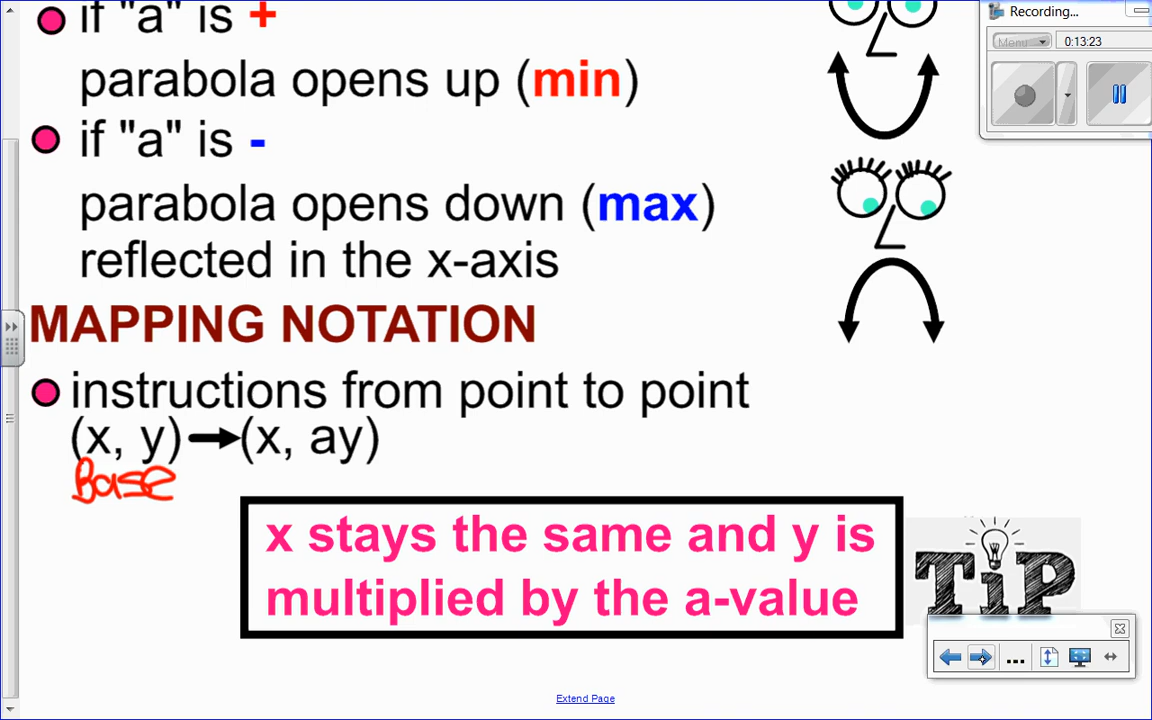 if "a" is +
parabola opens up (min)
if "a" is -
parabola opens down (max)
reflected in the x-axis
MAPPING NOTATION
instructions from point to point
(x, y)→(x, ay)
Base
x stays the same and y is
multiplied by the a-value
TiP
Extend Page
Recording...
Menu
0:13:23
...